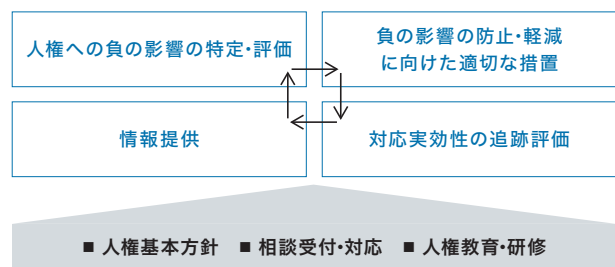 人権への負の影響の特定・評価
負の影響の防止・軽減
に向けた適切な措置
情報提供
対応実効性の追跡評価
■ 人権基本方針 ■ 相談受付・対応 ■ 人権教育・研修